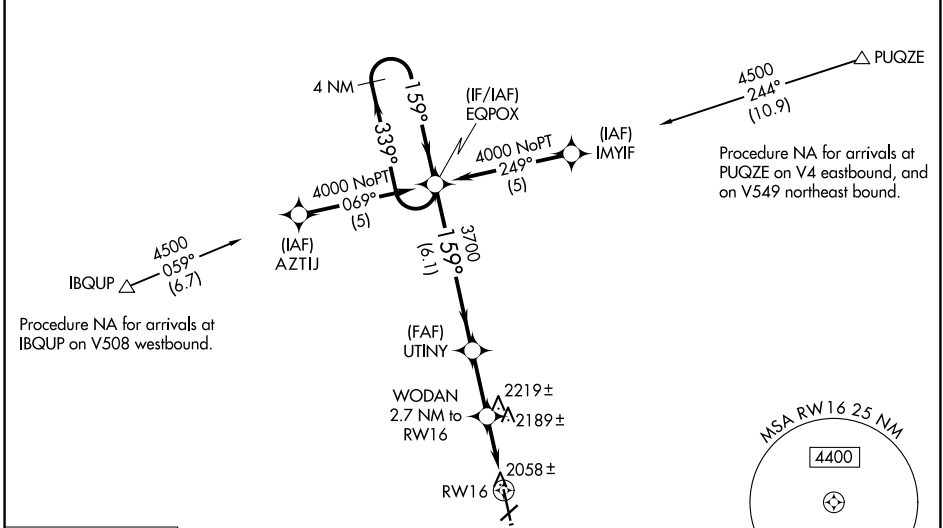 PUQZE
4500
244°
(10.9)
4 NM
159°
339°
(IF/IAF)
EQPOX
(IAF)
IMYIF
4000 NoPT
249°
(5)
Procedure NA for arrivals at
PUQZE on V4 eastbound, and
on V549 northeast bound.
4000 NoPT
069°
(5)
(IAF)
AZTIJ
4500
059°
(6.7)
IBQUP
Procedure NA for arrivals at
IBQUP on V508 westbound.
3700
159°
(6.1)
(FAF)
UTINY
WODAN
2.7 NM to
RW16
2219±
2189±
2058±
RW16
MSA RW16 25 NM
4400